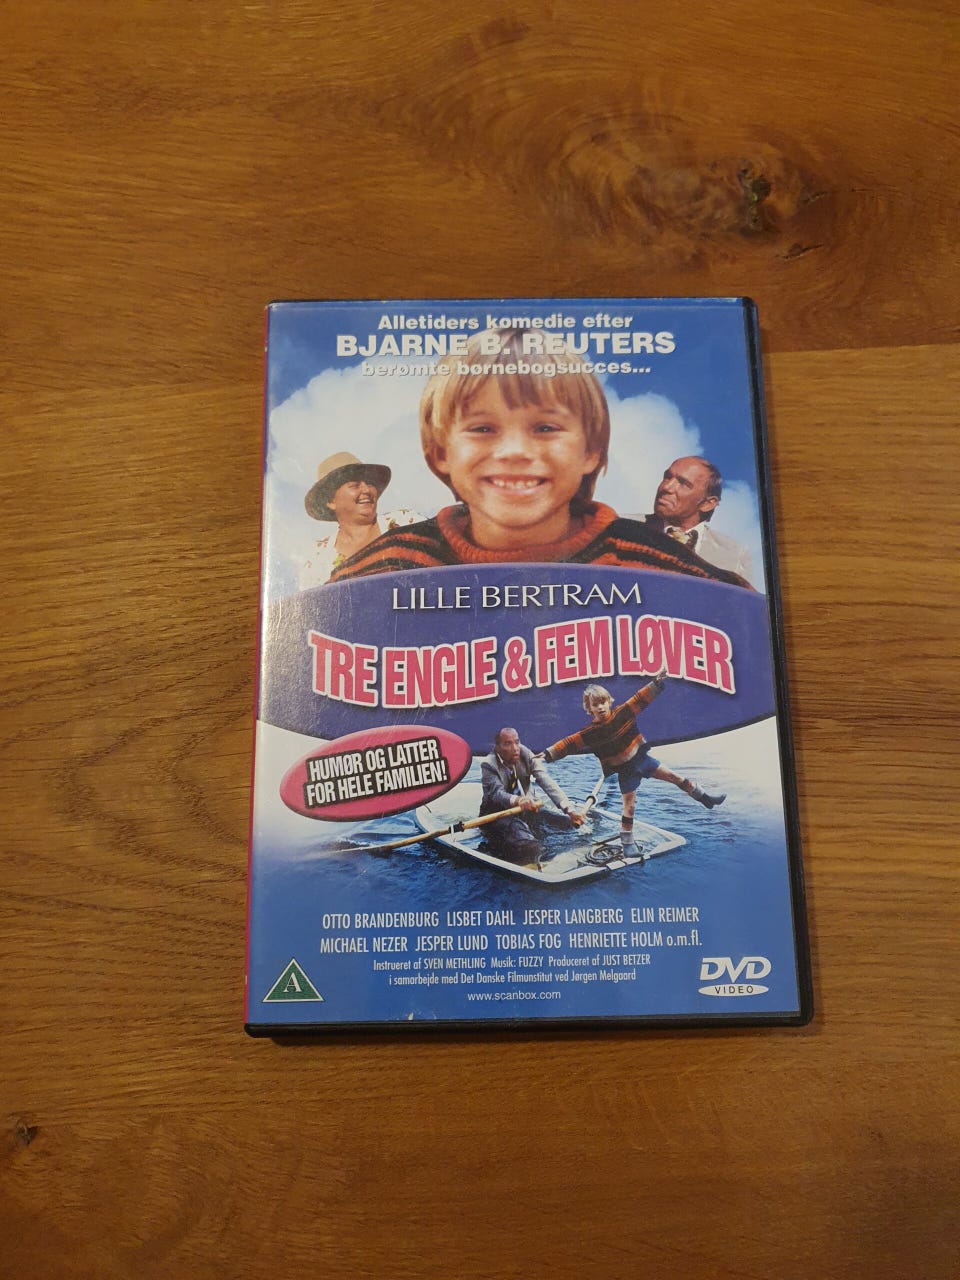 Alletiders komedie efter
BJARNE B. REUTERS
berømte børnebogsucces...
LILLE BERTRAM
TRE ENGLE & FEM LØVER
HUMØR OG LATTER
FOR HELE FAMILIEN!
OTTO BRANDENBURG LISBET DAHL JESPER LANGBERG ELIN REIMER
MICHAEL NEZER JESPER LUND TOBIAS FOG HENRIETTE HOLM o.m.fl.
Instrueret af SVEN METHLING Musik: FUZZY Produceret af JUST BETZER
i samarbejde med Det Danske Filmunstitut ved Jørgen Melgaard
www.scanbox.com
A
DVD
VIDEO